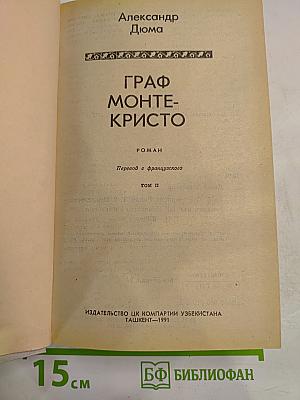 Александр
Дюма
ГРАФ
МОНТЕ-
КРИСТО
РОМАН
Перевод с французского
ТОМ II
ИЗДАТЕЛЬСТВО ЦК КОМПАРТИИ УЗБЕКИСТАНА
ТАШКЕНТ—1991
15 см
БФ БИБЛИОФАН